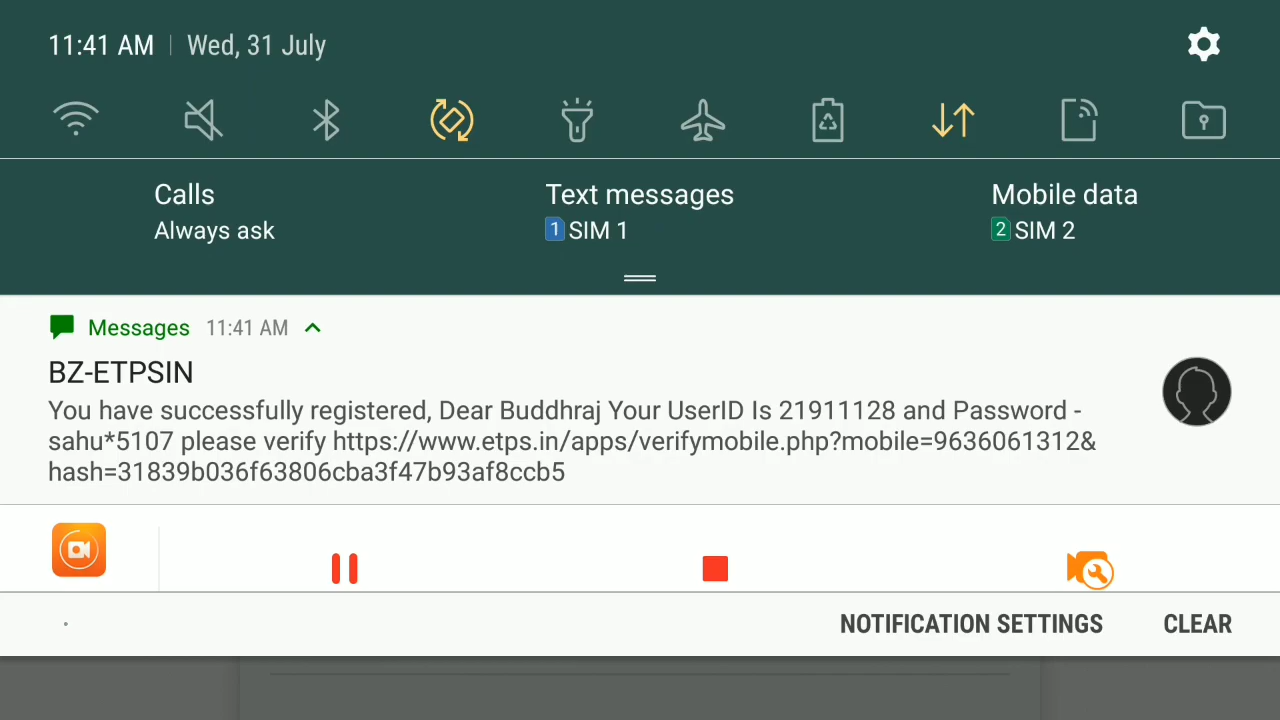 11:41 AM | Wed, 31 July
Calls Text messages Mobile data
Always ask 1 SIM 1 2 SIM 2
Messages 11:41 AM
BZ-ETPSIN
You have successfully registered, Dear Buddhraj Your UserID Is 21911128 and Password -
sahu*5107 please verify https://www.etps.in/apps/verifymobile.php?mobile=9636061312&
hash=31839b036f63806cba3f47b93af8ccb5
NOTIFICATION SETTINGS CLEAR